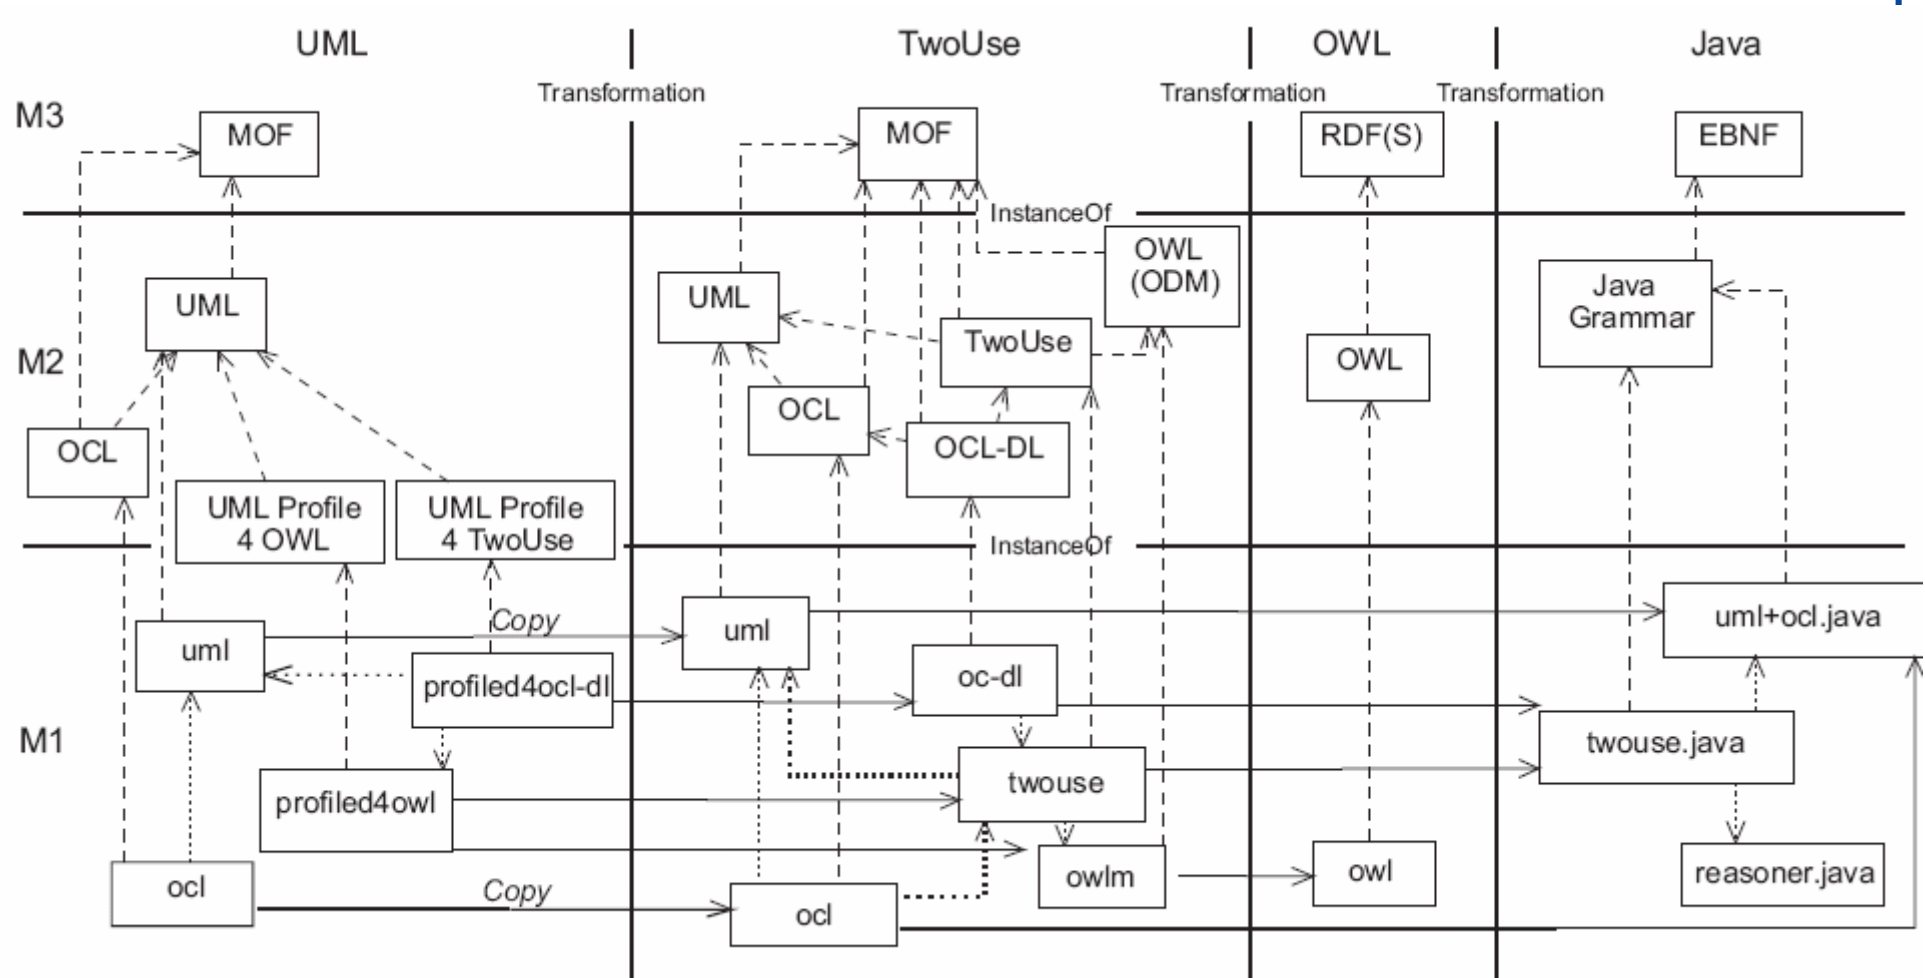 UML
TwoUse
OWL
Java
Transformation
Transformation
Transformation
M3
MOF
MOF
RDF(S)
EBNF
InstanceOf
UML
UML
OWL
(ODM)
Java
Grammar
TwoUse
M2
OWL
OCL
OCL
OCL-DL
UML Profile
4 OWL
UML Profile
4 TwoUse
InstanceOf
Copy
uml
uml
uml+ocl.java
profiled4ocl-dl
oc-dl
M1
twouse.java
profiled4owl
twouse
ocl
Copy
ocl
owlm
owl
reasoner.java